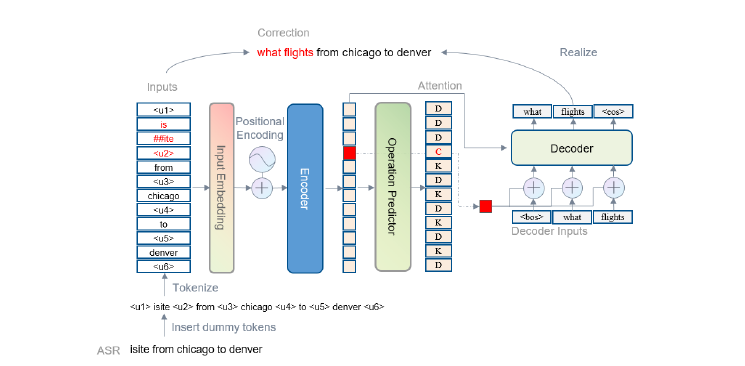 Correction
what flights from chicago to denver
Realize
Inputs
Attention
<u1>
is
##ite
<u2>
from
<u3>
chicago
<u4>
to
<u5>
denver
<u6>
Input Embedding
Positional
Encoding
Encoder
Operation Predictor
D
D
D
C
K
D
K
D
K
D
K
D
what flights <eos>
Decoder
<bos> what flights
Decoder Inputs
Tokenize
<u1> isite <u2> from <u3> chicago <u4> to <u5> denver <u6>
Insert dummy tokens
ASR isite from chicago to denver